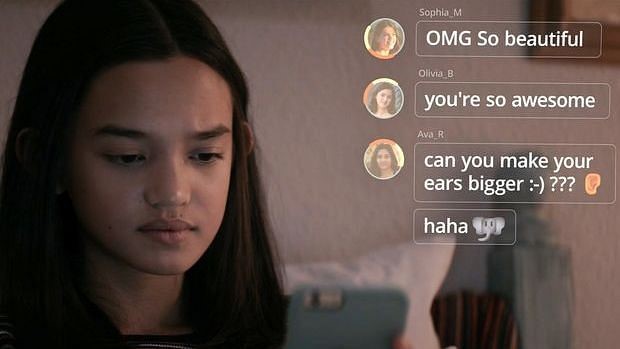 Sophia_M
OMG So beautiful
Olivia_B
you're so awesome
Ava_R
can you make your
ears bigger :-) ??? 👂
haha 🐘